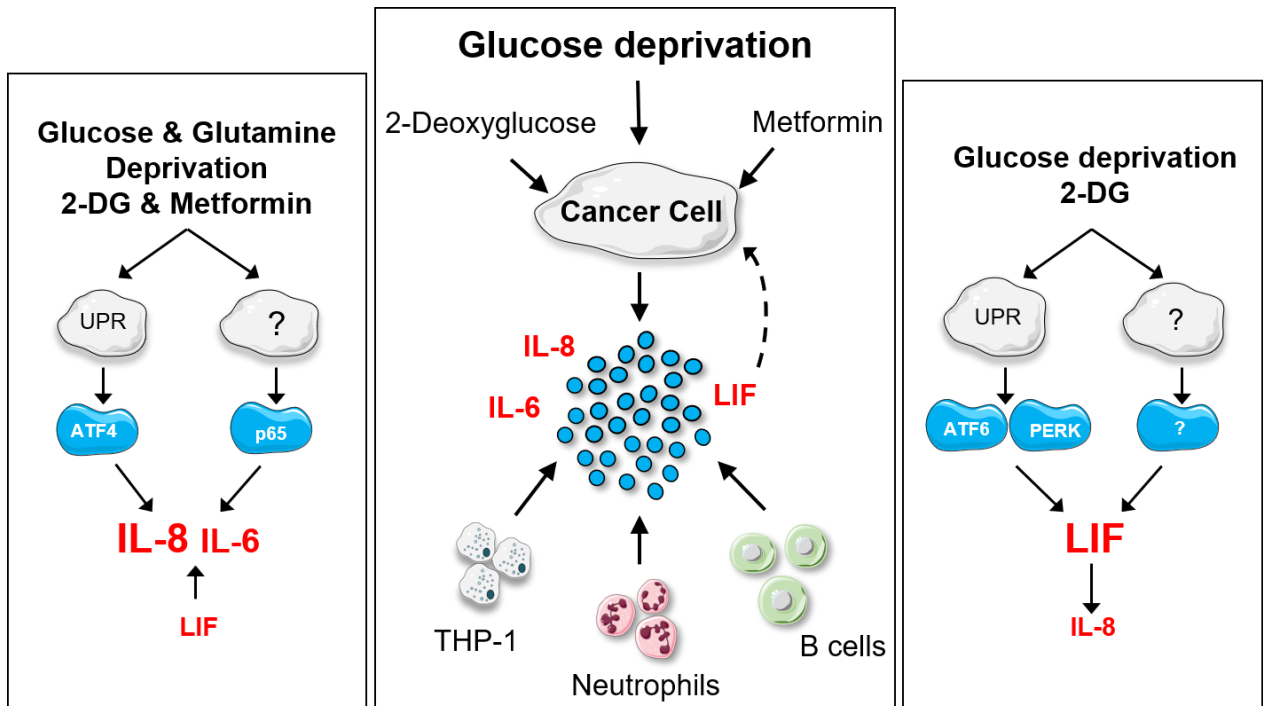 Glucose & Glutamine
Deprivation
2-DG & Metformin
UPR
?
ATF4
p65
IL-8 IL-6
LIF
Glucose deprivation
2-Deoxyglucose
Metformin
Cancer Cell
IL-8
IL-6
LIF
THP-1
Neutrophils
B cells
Glucose deprivation
2-DG
UPR
?
ATF6
PERK
?
LIF
IL-8